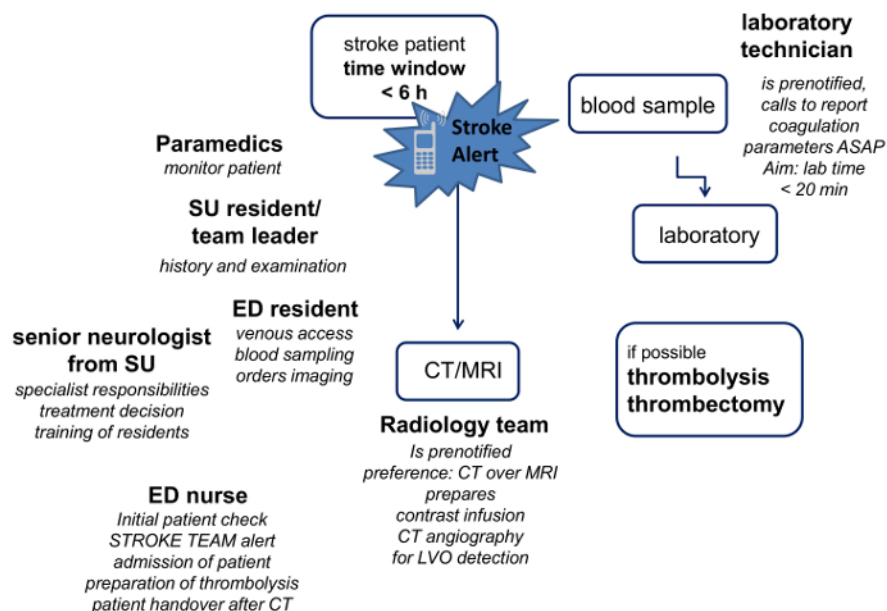 stroke patient
time window
< 6 h
Stroke
Alert
blood sample
laboratory
technician
is prenotified,
calls to report
coagulation
parameters ASAP
Aim: lab time
< 20 min
laboratory
Paramedics
monitor patient
SU resident/
team leader
history and examination
ED resident
venous access
blood sampling
orders imaging
senior neurologist
from SU
specialist responsibilities
treatment decision
training of residents
CT/MRI
Radiology team
Is prenotified
preference: CT over MRI
prepares
contrast infusion
CT angiography
for LVO detection
if possible
thrombolysis
thrombectomy
ED nurse
Initial patient check
STROKE TEAM alert
admission of patient
preparation of thrombolysis
patient handover after CT